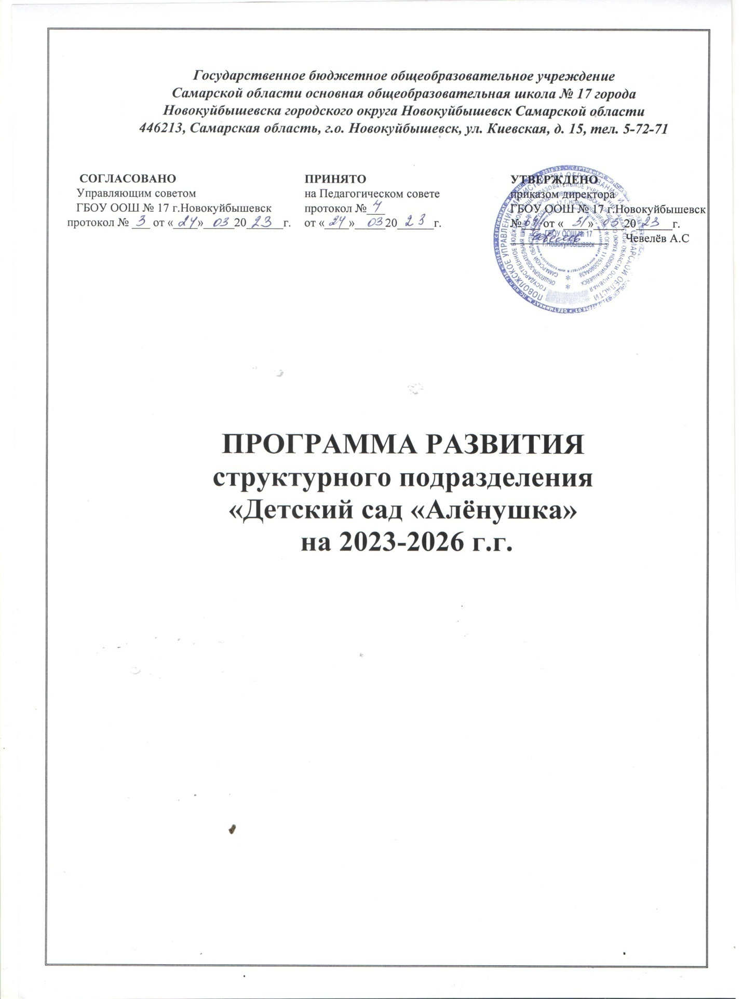 Государственное бюджетное общеобразовательное учреждение
Самарской области основная общеобразовательная школа № 17 города
Новокуйбышевска городского округа Новокуйбышевск Самарской области
446213, Самарская область, г.о. Новокуйбышевск, ул. Киевская, д. 15, тел. 5-72-71
СОГЛАСОВАНО
Управляющим советом
ГБОУ ООШ № 17 г.Новокуйбышевск
протокол № 3 от « 24 » 03 20 23 г.
ПРИНЯТО
на Педагогическом совете
протокол №
от « 24 » 03 20 23 г.
УТВЕРЖДЕНО
приказом директора
ГБОУ ООШ № 17 г.Новокуйбышевск
№ от « 31 » 20 23 г.
Чевелёв А.С
ГБОУ ООШ № 17
г.Новокуйбышевск
ПРОГРАММА РАЗВИТИЯ
структурного подразделения
«Детский сад «Алёнушка»
на 2023-2026 г.г.